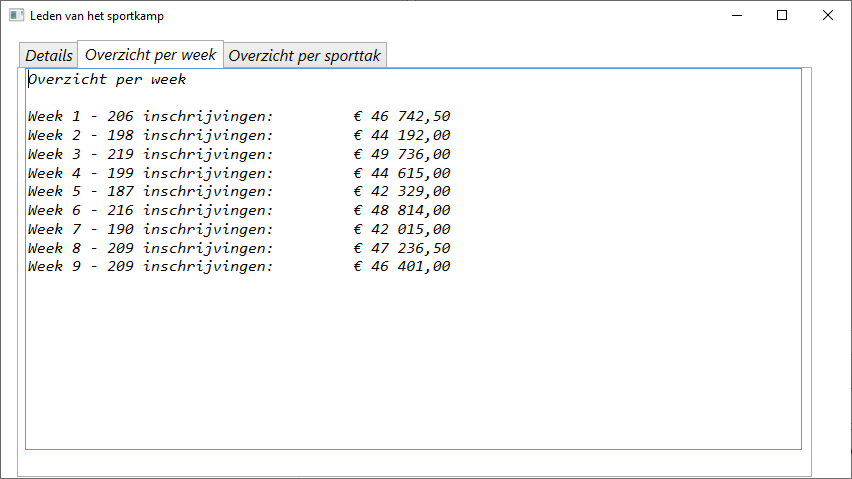 Leden van het sportkamp
Details Overzicht per week Overzicht per sporttak
Overzicht per week
Week 1 - 206 inschrijvingen: € 46 742,50
Week 2 - 198 inschrijvingen: € 44 192,00
Week 3 - 219 inschrijvingen: € 49 736,00
Week 4 - 199 inschrijvingen: € 44 615,00
Week 5 - 187 inschrijvingen: € 42 329,00
Week 6 - 216 inschrijvingen: € 48 814,00
Week 7 - 190 inschrijvingen: € 42 015,00
Week 8 - 209 inschrijvingen: € 47 236,50
Week 9 - 209 inschrijvingen: € 46 401,00